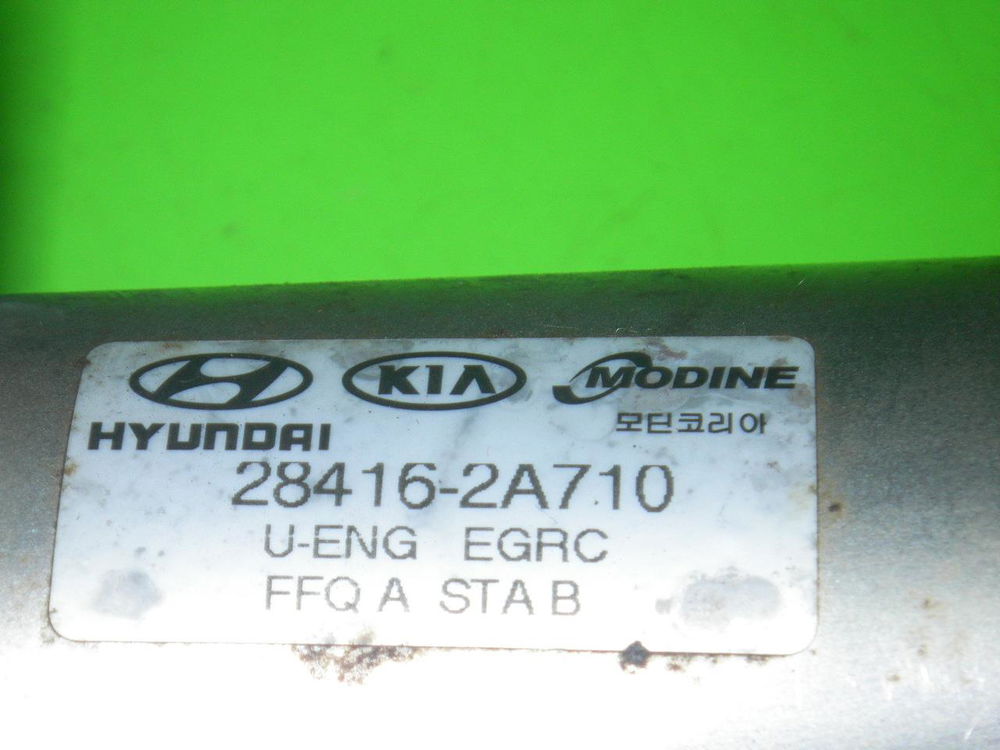 KIA MODINE
HYUNDAI 모딘코리아
28416-2A710
U-ENG EGRC
FFQ A STA B